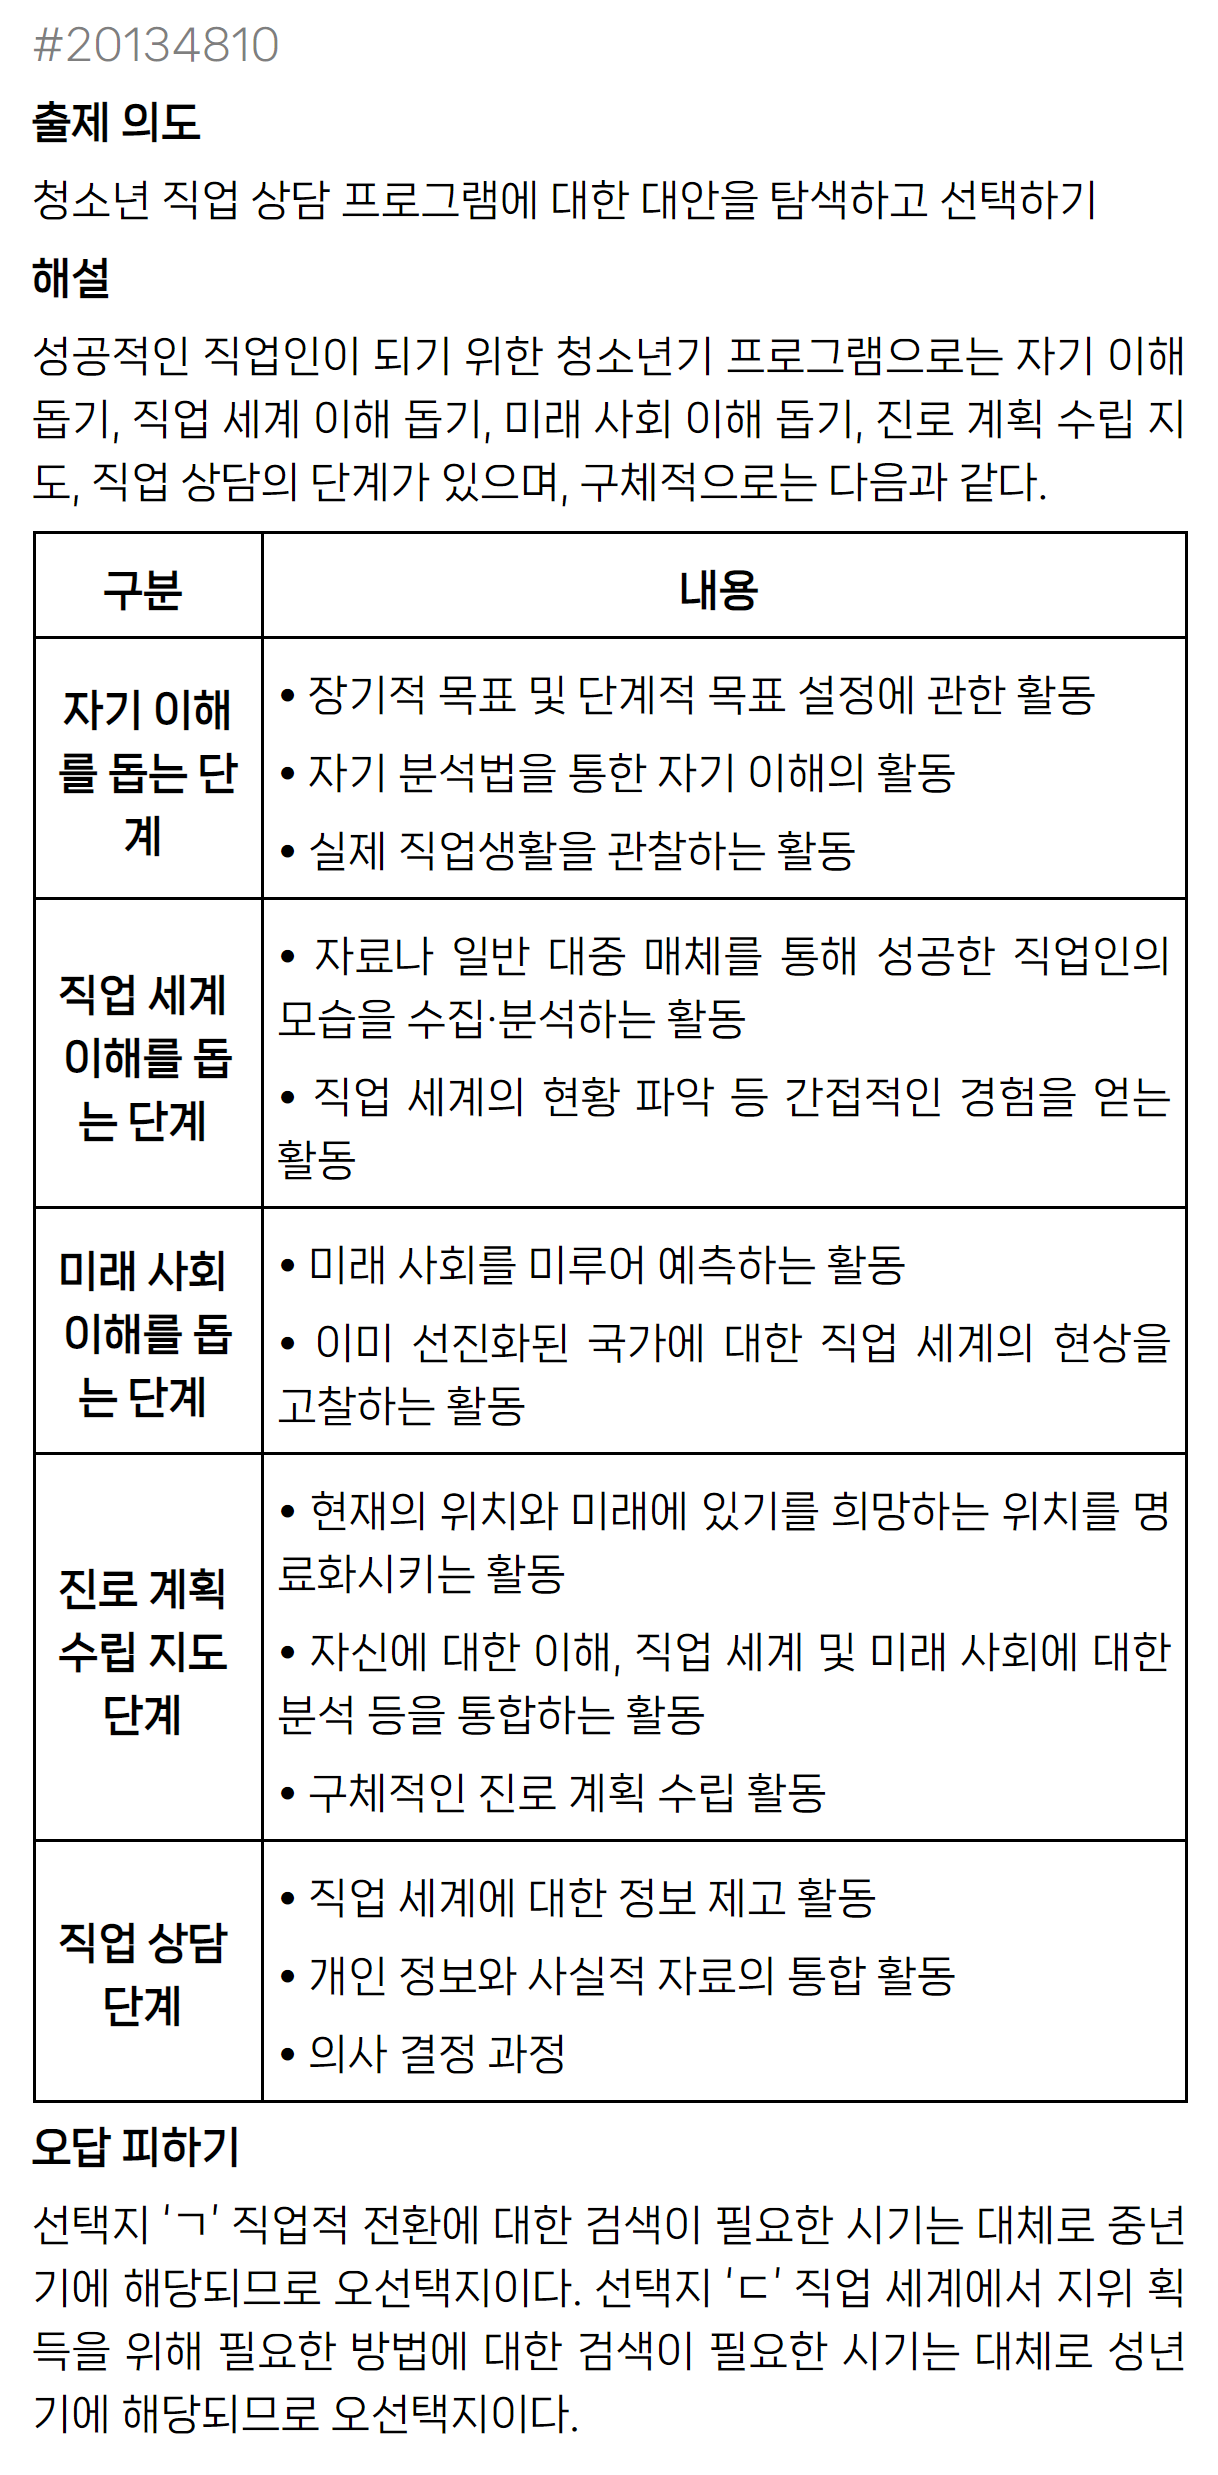 #20134810
출제 의도
청소년 직업 상담 프로그램에 대한 대안을 탐색하고 선택하기
해설
성공적인 직업인이 되기 위한 청소년기 프로그램으로는 자기 이해
돕기, 직업 세계 이해 돕기, 미래 사회 이해 돕기, 진로 계획 수립 지
도, 직업 상담의 단계가 있으며, 구체적으로는 다음과 같다.
구분
내용
자기 이해
를 돕는 단
계
• 장기적 목표 및 단계적 목표 설정에 관한 활동
• 자기 분석법을 통한 자기 이해의 활동
• 실제 직업생활을 관찰하는 활동
직업 세계
이해를 돕
는 단계
• 자료나 일반 대중 매체를 통해 성공한 직업인의
모습을 수집·분석하는 활동
• 직업 세계의 현황 파악 등 간접적인 경험을 얻는
활동
미래 사회
이해를 돕
는 단계
• 미래 사회를 미루어 예측하는 활동
• 이미 선진화된 국가에 대한 직업 세계의 현상을
고찰하는 활동
진로 계획
수립 지도
단계
• 현재의 위치와 미래에 있기를 희망하는 위치를 명
료화시키는 활동
• 자신에 대한 이해, 직업 세계 및 미래 사회에 대한
분석 등을 통합하는 활동
• 구체적인 진로 계획 수립 활동
직업 상담
단계
• 직업 세계에 대한 정보 제고 활동
• 개인 정보와 사실적 자료의 통합 활동
• 의사 결정 과정
오답 피하기
선택지 ‘ㄱ’ 직업적 전환에 대한 검색이 필요한 시기는 대체로 중년
기에 해당되므로 오선택지이다. 선택지 ‘ㄷ’ 직업 세계에서 지위 획
득을 위해 필요한 방법에 대한 검색이 필요한 시기는 대체로 성년
기에 해당되므로 오선택지이다.